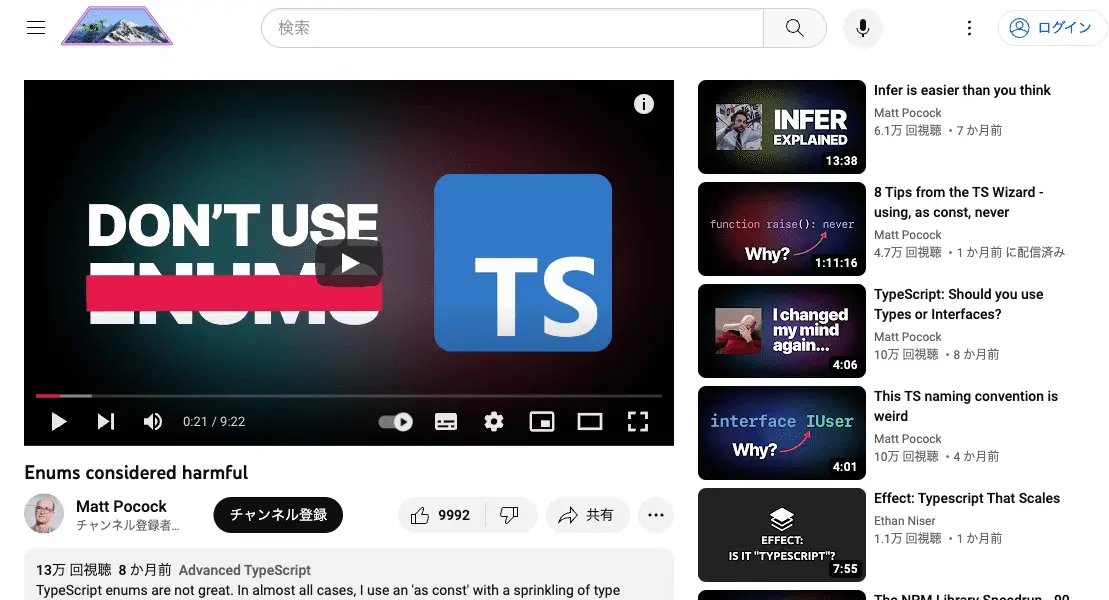 検索
ログイン
DON'T USE
ENUMS
TS
0:21 / 9:22
Enums considered harmful
Matt Pocock
チャンネル登録者…
チャンネル登録
9992
共有
13万 回視聴 8 か月前 Advanced TypeScript
TypeScript enums are not great. In almost all cases, I use an 'as const' with a sprinkling of type
INFER
EXPLAINED
13:38
Infer is easier than you think
Matt Pocock
6.1万 回視聴 ・7 か月前
function raise(): never
Why?
1:11:16
8 Tips from the TS Wizard -
using, as const, never
Matt Pocock
4.7万 回視聴 ・1 か月前 に配信済み
I changed
my mind
again...
4:06
TypeScript: Should you use
Types or Interfaces?
Matt Pocock
10万 回視聴 ・8 か月前
interface IUser
Why?
4:01
This TS naming convention is
weird
Matt Pocock
10万 回視聴 ・4 か月前
EFFECT:
IS IT "TYPESCRIPT"?
7:55
Effect: Typescript That Scales
Ethan Niser
1.1万 回視聴 ・1 か月前
The NPM Library Speedrun - 90